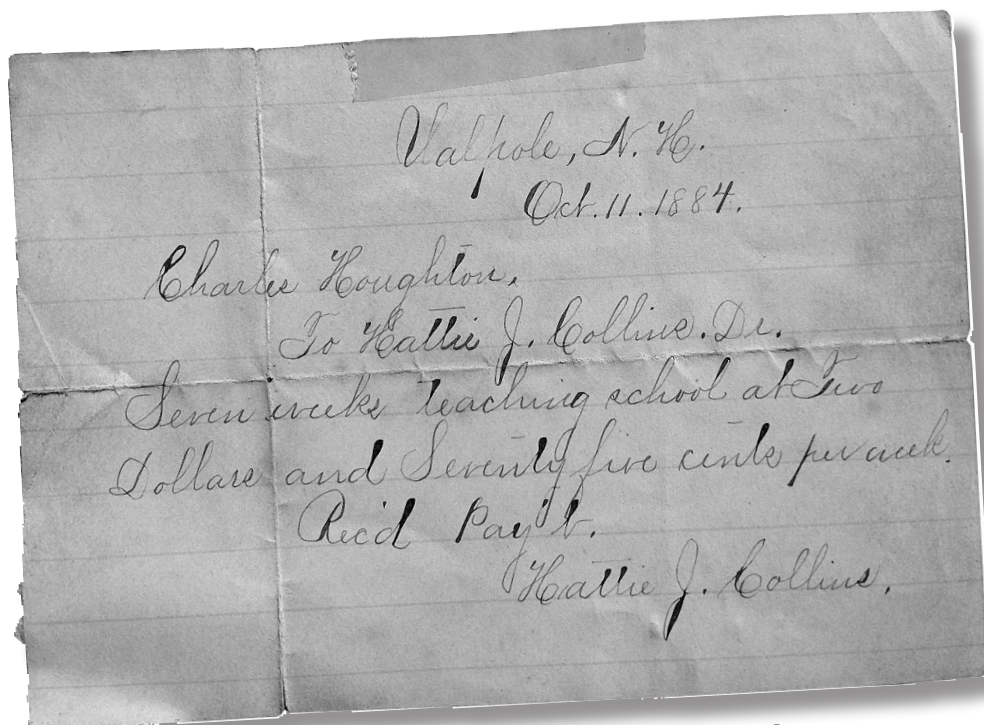 Walpole, N. H.
Oct. 11. 1884.
Charles Houghton,
To Hattie J. Collins. Dr.
Seven weeks teaching school at Two
Dollars and Seventy five cents per week.
Rec'd Pay't.
Hattie J. Collins.